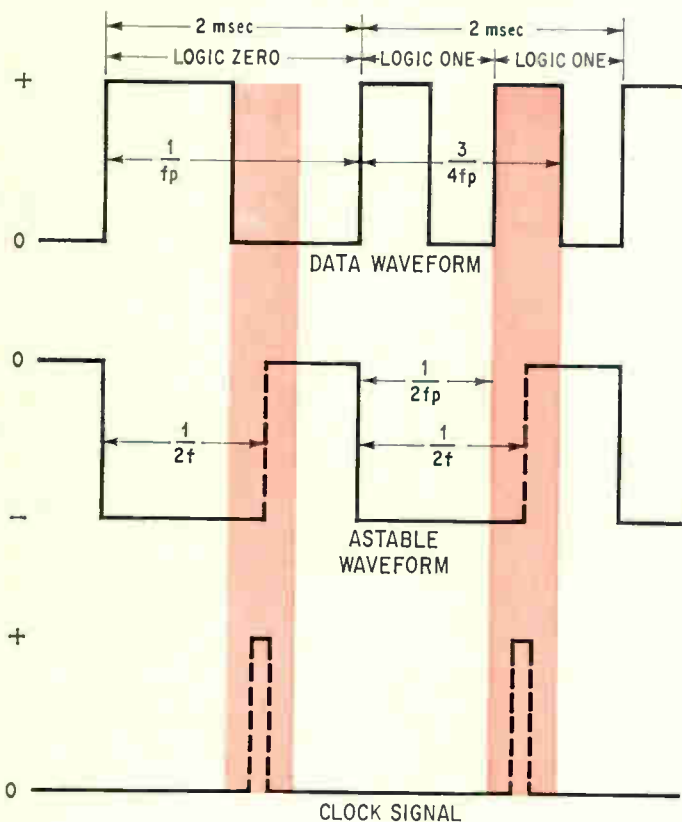 2 msec 2 msec
LOGIC ZERO LOGIC ONE LOGIC ONE
+
1/fp 3/4fp
0
DATA WAVEFORM
0
1/2fp
1/2f 1/2f
-
ASTABLE
WAVEFORM
+
0
CLOCK SIGNAL